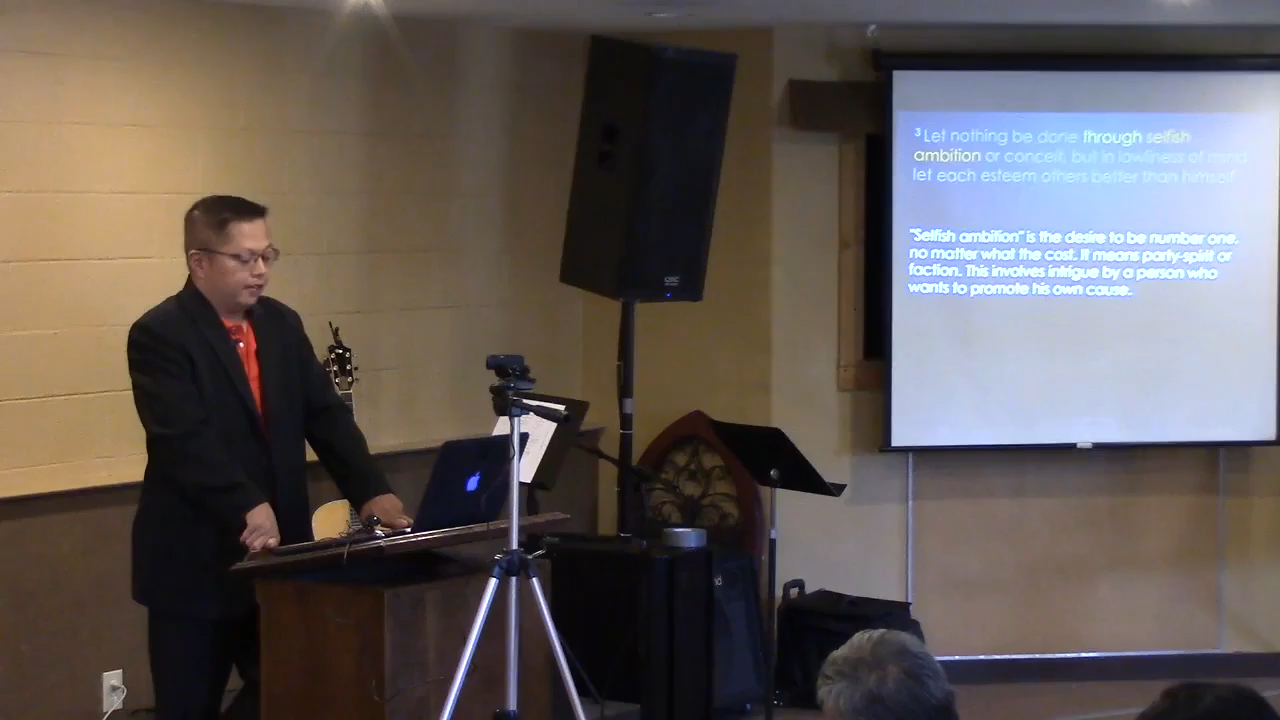 3 Let nothing be done through selfish
ambition or conceit, but in lowliness of mind
let each esteem others better than himself.
"Selfish ambition" is the desire to be number one,
no matter what the cost. It means party-spirit or
faction. This involves intrigue by a person who
wants to promote his own cause.
QSC